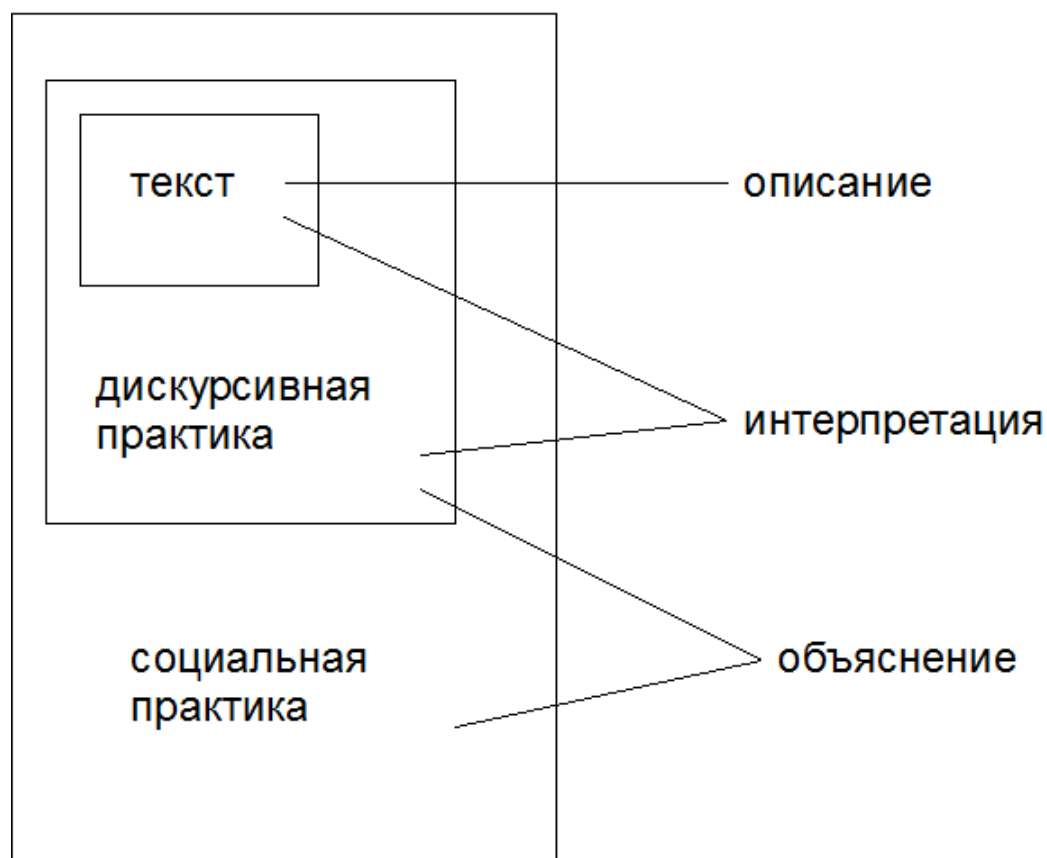 текст
описание
дискурсивная
практика
интерпретация
социальная
практика
объяснение